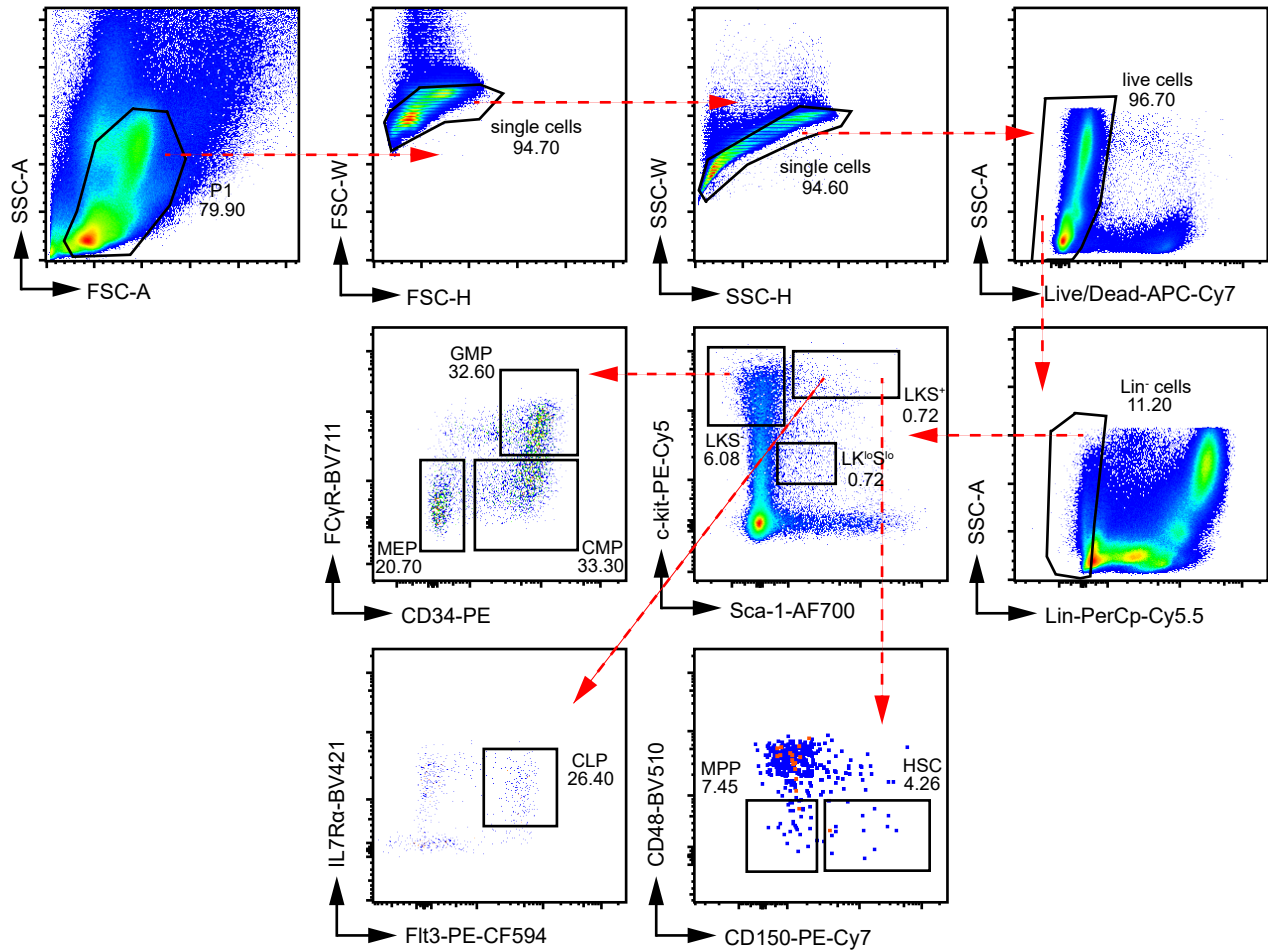 SSC-A
P1
79.90
FSC-A
FSC-W
single cells
94.70
FSC-H
SSC-W
single cells
94.60
SSC-H
SSC-A
live cells
96.70
Live/Dead-APC-Cy7
FCγR-BV711
GMP
32.60
MEP
20.70
CMP
33.30
CD34-PE
c-kit-PE-Cy5
LKS⁺
0.72
LKS⁻
6.08
LKˡᵒSˡᵒ
0.72
Sca-1-AF700
SSC-A
Lin⁻ cells
11.20
Lin-PerCp-Cy5.5
IL7Rα-BV421
CLP
26.40
Flt3-PE-CF594
CD48-BV510
MPP
7.45
HSC
4.26
CD150-PE-Cy7